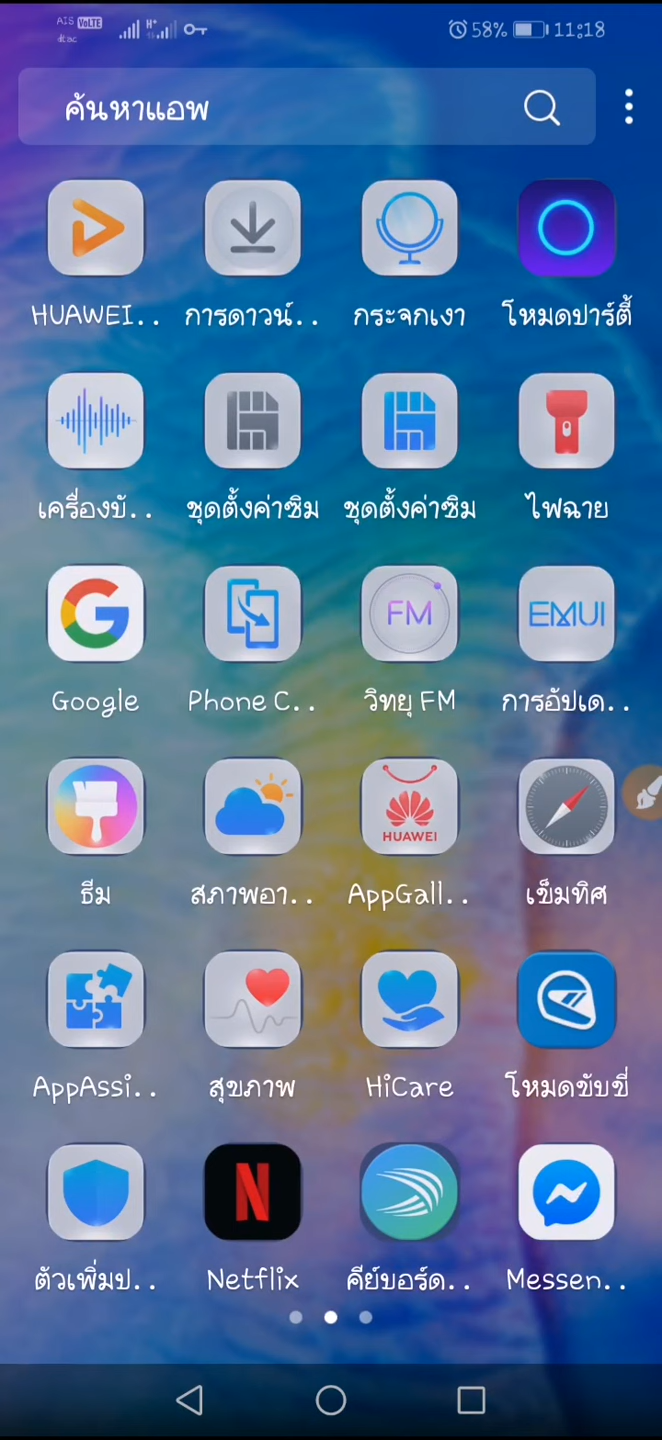 AIS VoLTE
dtac
H+
58% 11:18
ค้นหาแอพ
HUAWEI.. การดาวน์.. กระจกเงา โหมดปาร์ตี้
เครื่องบั.. ชุดตั้งค่าซิม ชุดตั้งค่าซิม ไฟฉาย
G FM EMUI
Google Phone C.. วิทยุ FM การอัปเด..
HUAWEI
ธีม สภาพอา.. AppGall.. เข็มทิศ
AppAssi.. สุขภาพ HiCare โหมดขับขี่
N
ตัวเพิ่มป.. Netflix คีย์บอร์ด.. Messen..